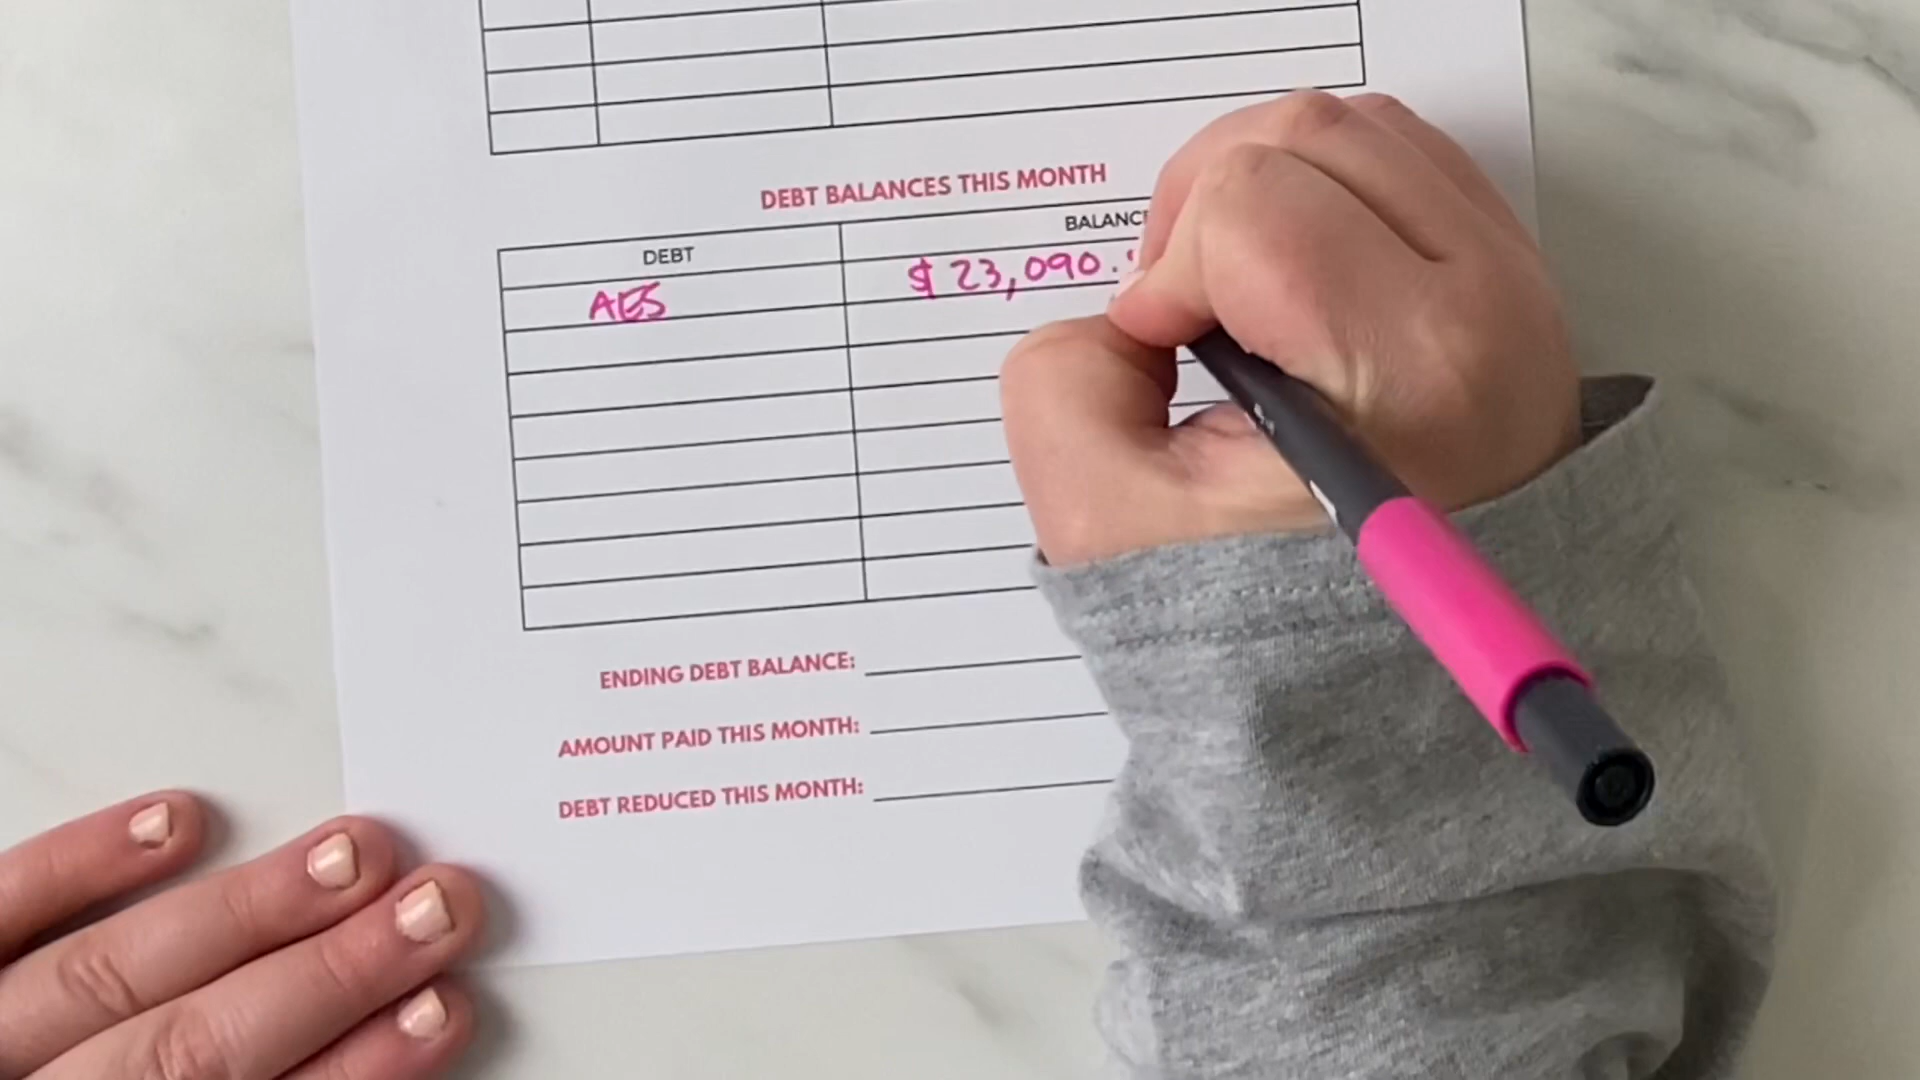 DEBT BALANCES THIS MONTH
DEBT BALANCE
AES $23,090.
ENDING DEBT BALANCE:
AMOUNT PAID THIS MONTH:
DEBT REDUCED THIS MONTH: